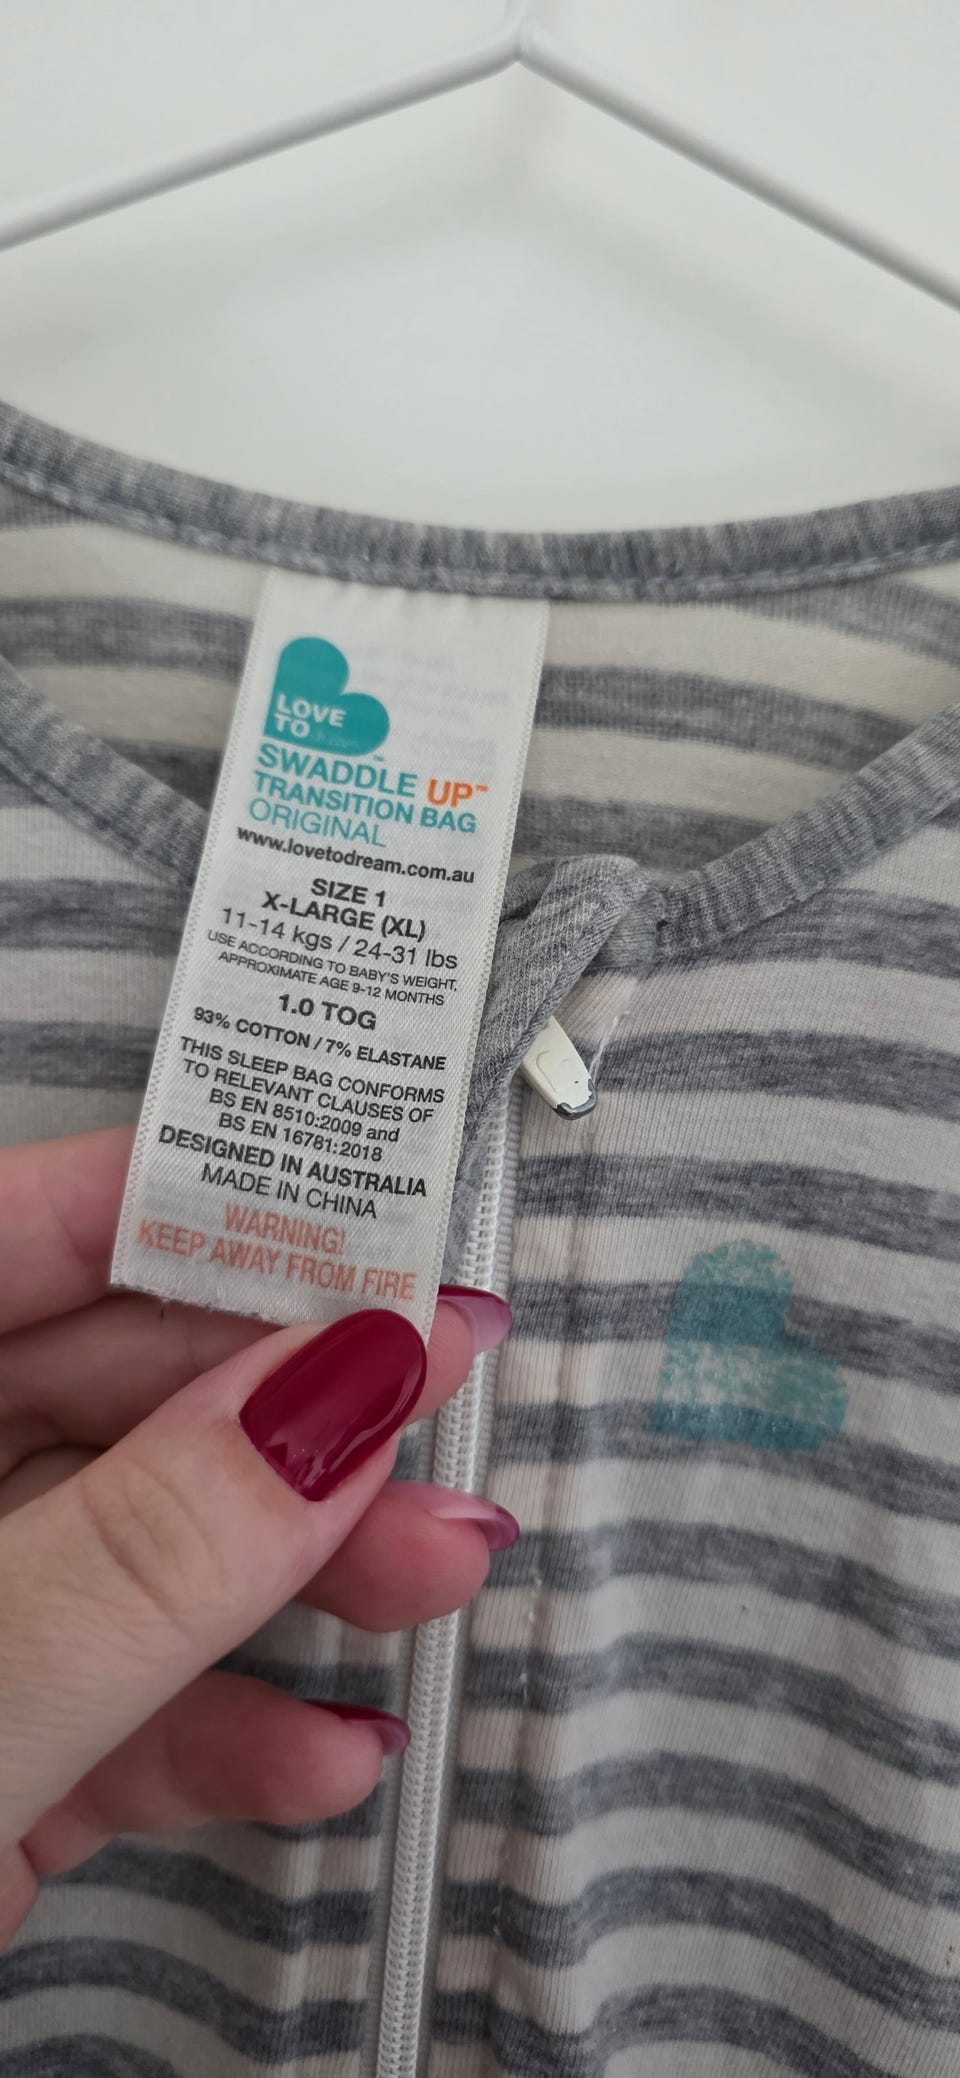 LOVE
TO
SWADDLE UP™
TRANSITION BAG
ORIGINAL
www.lovetodream.com.au
SIZE 1
X-LARGE (XL)
11-14 kgs / 24-31 lbs
USE ACCORDING TO BABY'S WEIGHT,
APPROXIMATE AGE 9-12 MONTHS
1.0 TOG
93% COTTON / 7% ELASTANE
THIS SLEEP BAG CONFORMS
TO RELEVANT CLAUSES OF
BS EN 8510:2009 and
BS EN 16781:2018
DESIGNED IN AUSTRALIA
MADE IN CHINA
WARNING!
KEEP AWAY FROM FIRE